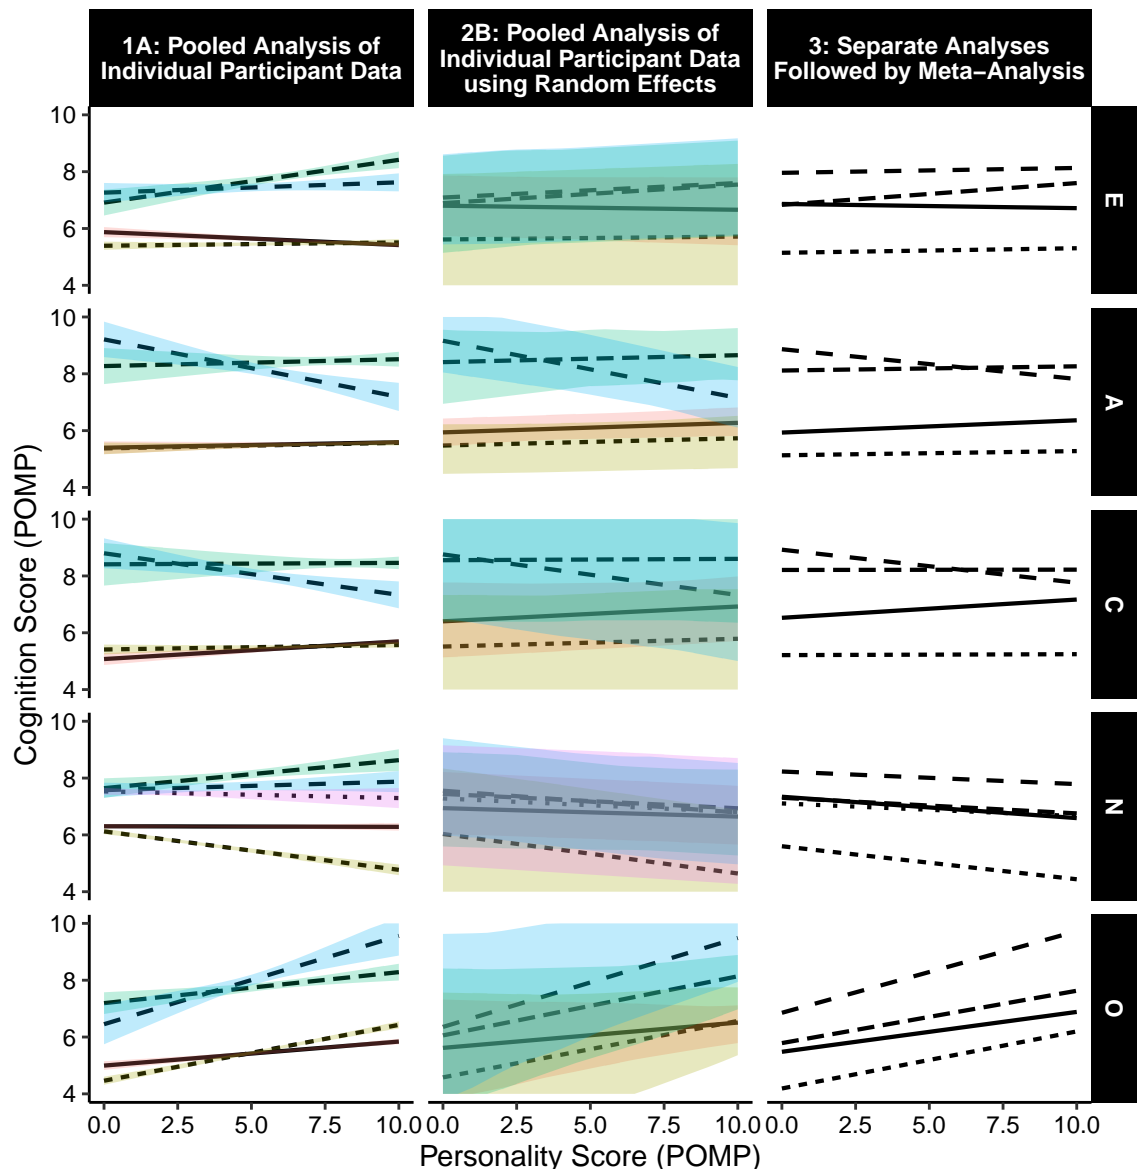 1A: Pooled Analysis of
Individual Participant Data
2B: Pooled Analysis of
Individual Participant Data
using Random Effects
3: Separate Analyses
Followed by Meta−Analysis
10
8
6
4
E
10
8
6
4
A
10
8
6
4
C
10
8
6
4
N
10
8
6
4
O
0.0 2.5 5.0 7.5 10.0 0.0 2.5 5.0 7.5 10.0 0.0 2.5 5.0 7.5 10.0
Personality Score (POMP)
Cognition Score (POMP)